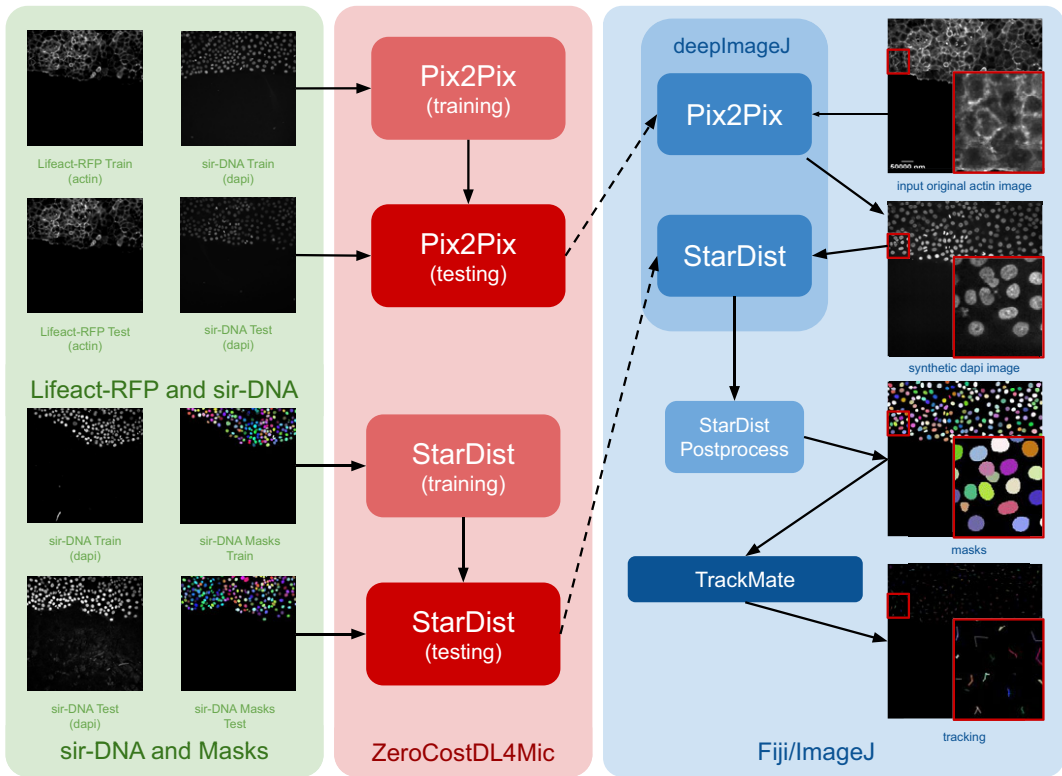 Lifeact-RFP Train
(actin)
sir-DNA Train
(dapi)
Lifeact-RFP Test
(actin)
sir-DNA Test
(dapi)
Lifeact-RFP and sir-DNA
sir-DNA Train
(dapi)
sir-DNA Masks
Train
sir-DNA Test
(dapi)
sir-DNA Masks
Test
sir-DNA and Masks
Pix2Pix
(training)
Pix2Pix
(testing)
StarDist
(training)
StarDist
(testing)
ZeroCostDL4Mic
deepImageJ
Pix2Pix
StarDist
StarDist
Postprocess
TrackMate
50000 nm
input original actin image
synthetic dapi image
masks
tracking
Fiji/ImageJ